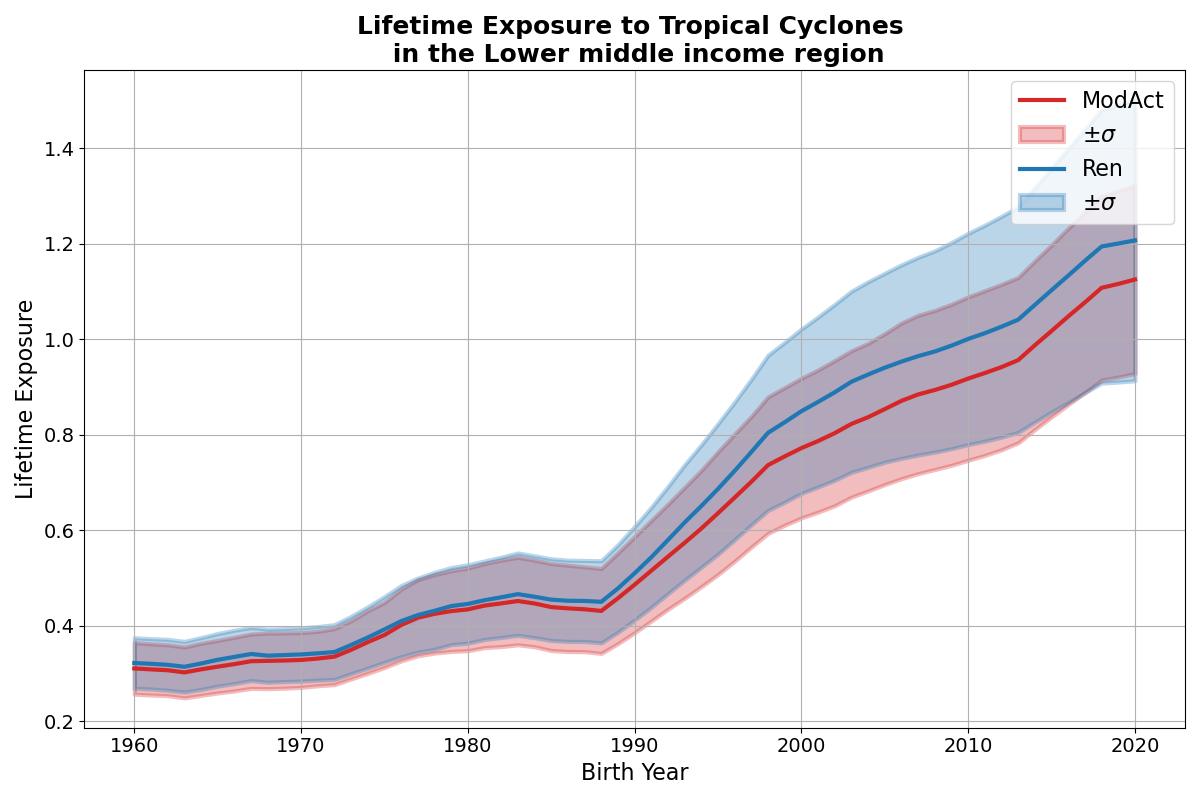 Lifetime Exposure to Tropical Cyclones
in the Lower middle income region
ModAct
±σ
Ren
±σ
Lifetime Exposure
1.4
1.2
1.0
0.8
0.6
0.4
0.2
1960 1970 1980 1990 2000 2010 2020
Birth Year